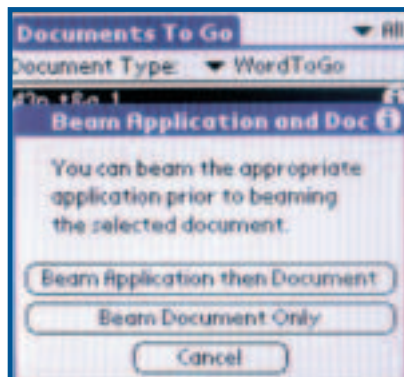 Documents To Go ▼ All
Document Type: ▼ WordToGo
Beam Application and Doc
You can beam the appropriate
application prior to beaming
the selected document.
Beam Application then Document
Beam Document Only
Cancel